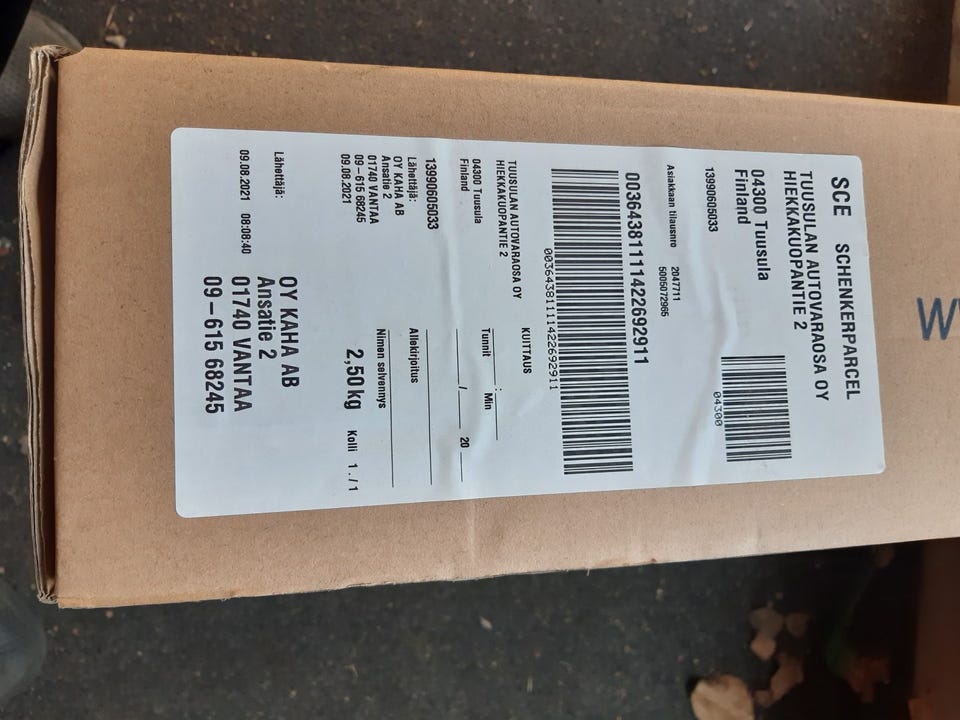 SCE SCHENKERPARCEL
TUUSULAN AUTOVARAOSA OY
HIEKKAKUOPANTIE 2
04300 Tuusula
Finland
04300
13990605033
Asiakkaan tilausnro 2047711
5005072965
00364381111422692911
00364381111422692911
TUUSULAN AUTOVARAOSA OY
HIEKKAKUOPANTIE 2
04300 Tuusula
Finland
KUITTAUS
Tunnit : Min
/ 20
13990605033
Lähettäjä:
OY KAHA AB
Ansatie 2
01740 VANTAA
09-615 68245
09.08.2021
Allekirjoitus
Nimen selvennys
2,50 kg Kolli 1./1
Lähettäjä:
OY KAHA AB
Ansatie 2
01740 VANTAA
09-615 68245
09.08.2021 08:08:40